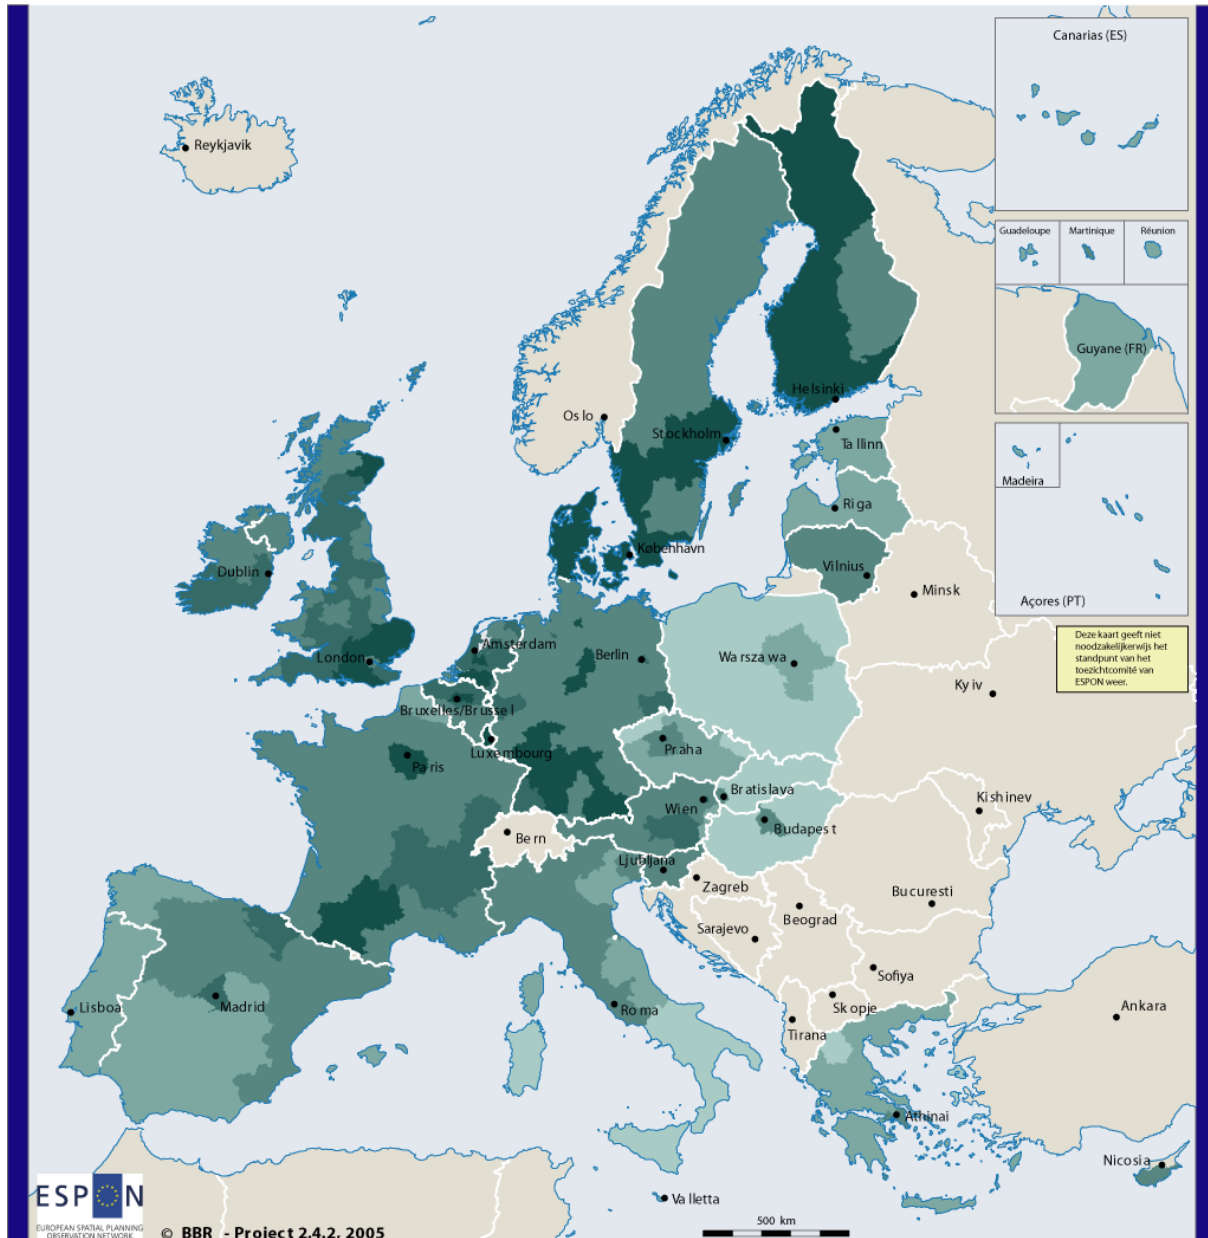 Canarias (ES)
Reykjavik
Guadeloupe
Martinique
Réunion
Guyane (FR)
Helsinki
Oslo
Stockholm
Tallinn
Madeira
Riga
København
Vilnius
Dublin
Minsk
Açores (PT)
Deze kaart geeft niet
noodzakelijkerwijs het
standpunt van het
toezichtcomité van
ESPON weer.
Amsterdam
London
Berlin
Warszawa
Kyiv
Bruxelles/Brussel
Luxembourg
Praha
Paris
Bratislava
Kishinev
Wien
Budapest
Bern
Ljubljana
Zagreb
Bucuresti
Beograd
Sarajevo
Sofiya
Lisboa
Madrid
Roma
Skopje
Ankara
Tirana
Athinai
Nicosia
Valletta
ESPON
EUROPEAN SPATIAL PLANNING
OBSERVATION NETWORK
© BBR - Project 2.4.2, 2005
500 km